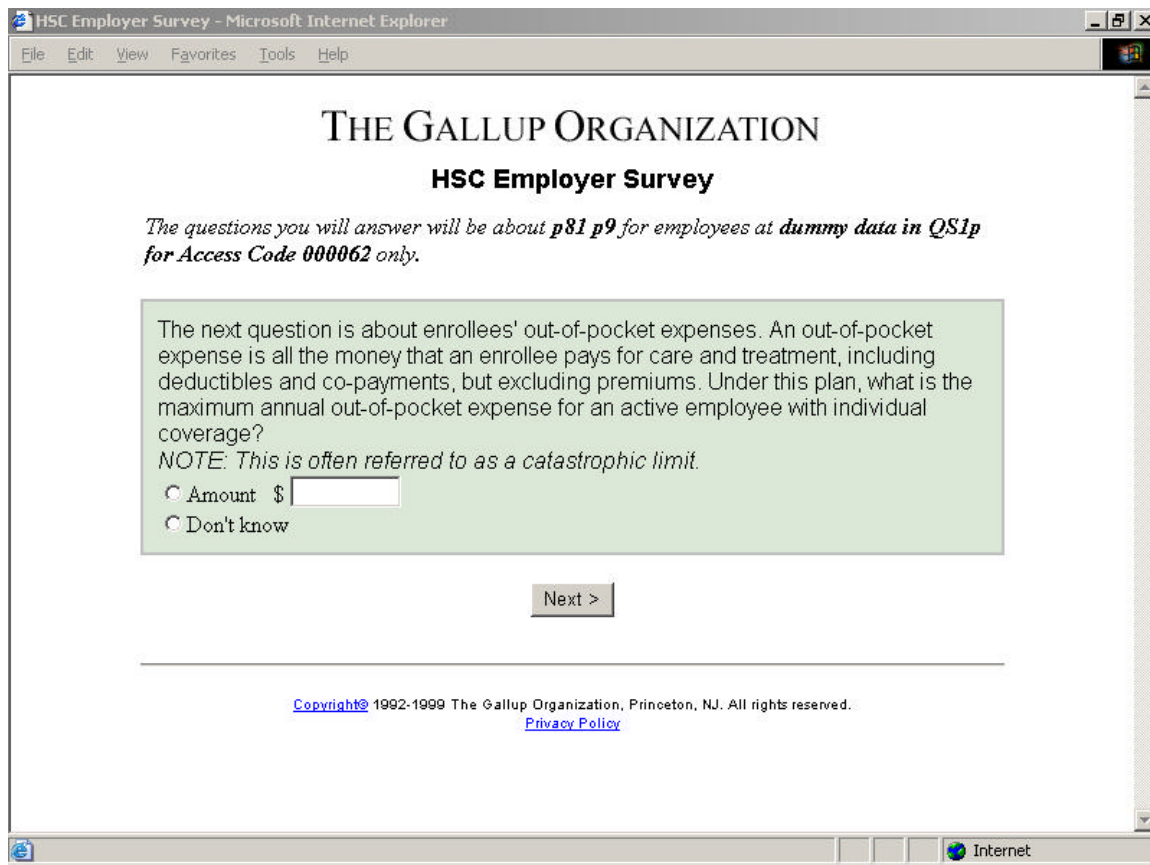 HSC Employer Survey - Microsoft Internet Explorer
File Edit View Favorites Tools Help
THE GALLUP ORGANIZATION
HSC Employer Survey
The questions you will answer will be about p81 p9 for employees at dummy data in QS1p
for Access Code 000062 only.
The next question is about enrollees' out-of-pocket expenses. An out-of-pocket
expense is all the money that an enrollee pays for care and treatment, including
deductibles and co-payments, but excluding premiums. Under this plan, what is the
maximum annual out-of-pocket expense for an active employee with individual
coverage?
NOTE: This is often referred to as a catastrophic limit.
Amount $
Don't know
Next >
Copyright© 1992-1999 The Gallup Organization, Princeton, NJ. All rights reserved.
Privacy Policy
Internet